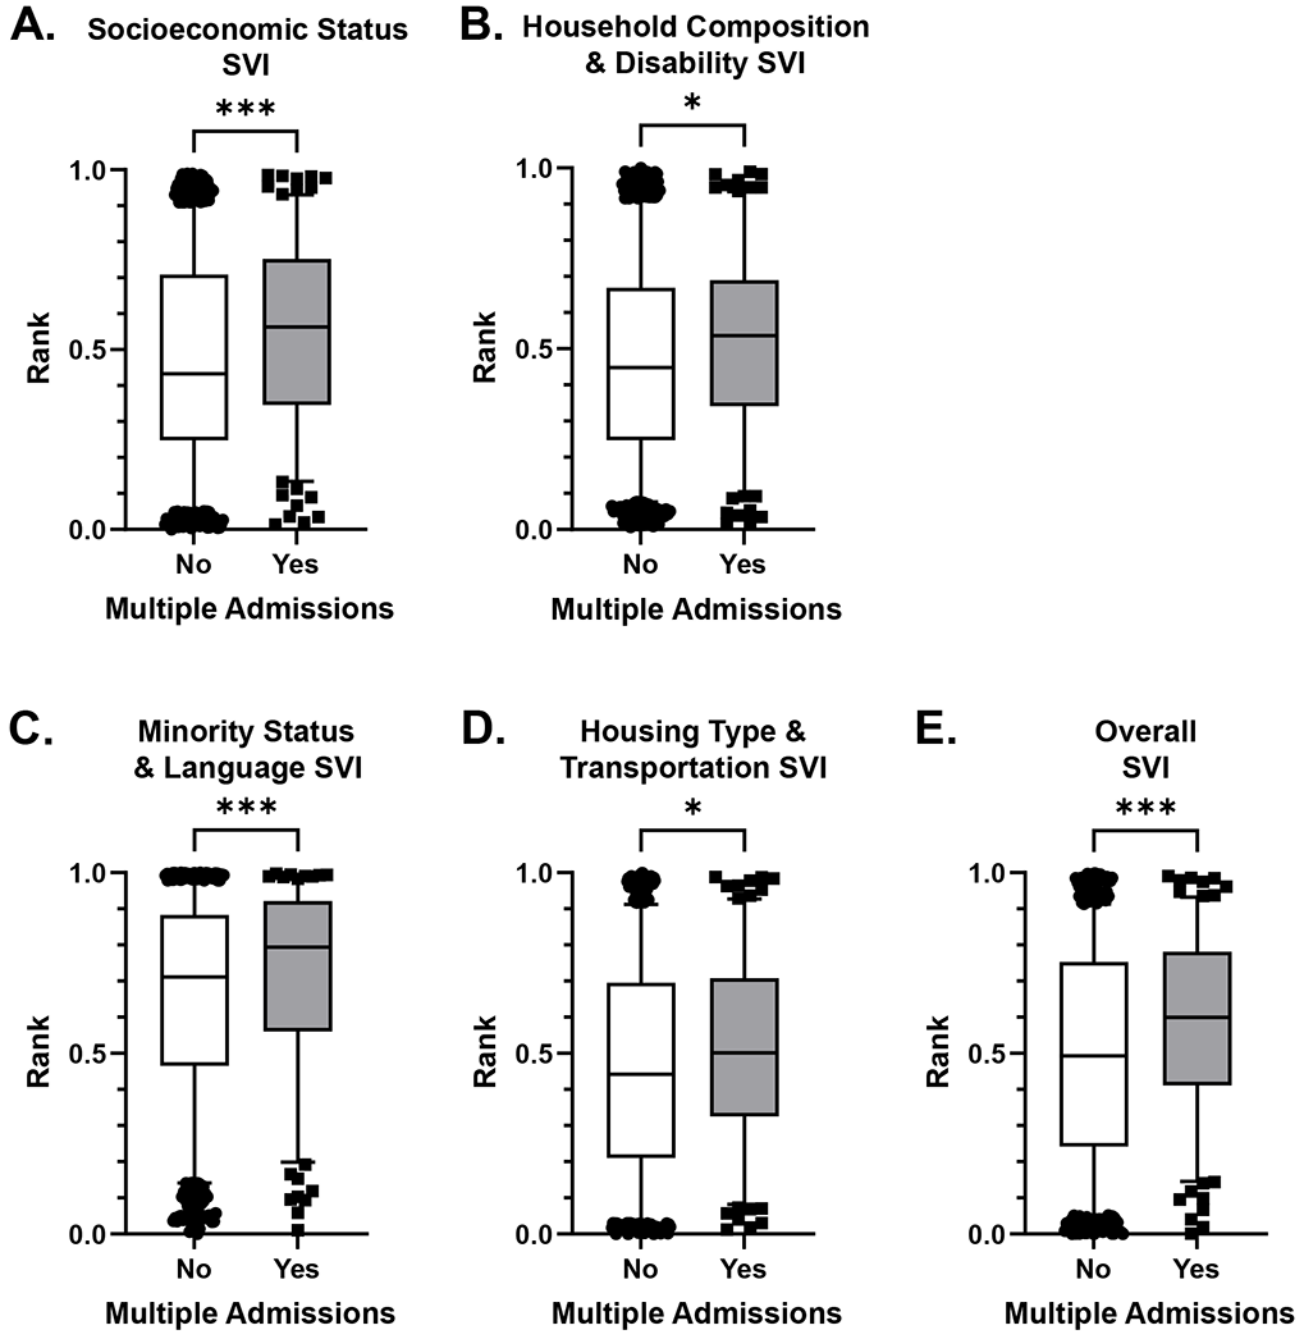 A.
Socioeconomic Status
SVI
***
1.0
0.5
0.0
Rank
No
Yes
Multiple Admissions
B.
Household Composition
& Disability SVI
*
1.0
0.5
0.0
Rank
No
Yes
Multiple Admissions
C.
Minority Status
& Language SVI
***
1.0
0.5
0.0
Rank
No
Yes
Multiple Admissions
D.
Housing Type &
Transportation SVI
*
1.0
0.5
0.0
Rank
No
Yes
Multiple Admissions
E.
Overall
SVI
***
1.0
0.5
0.0
Rank
No
Yes
Multiple Admissions